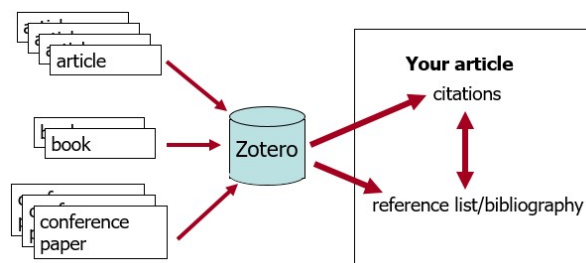 article
book
conference
paper
Zotero
Your article
citations
reference list/bibliography